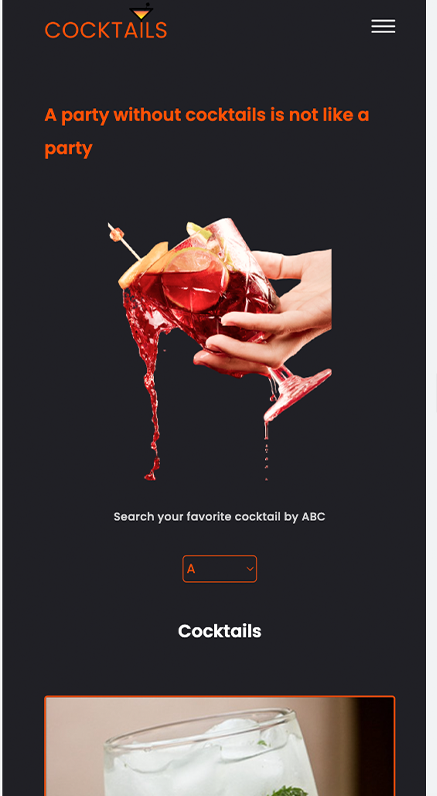 COCKTAILS
A party without cocktails is not like a
party
Search your favorite cocktail by ABC
A
Cocktails